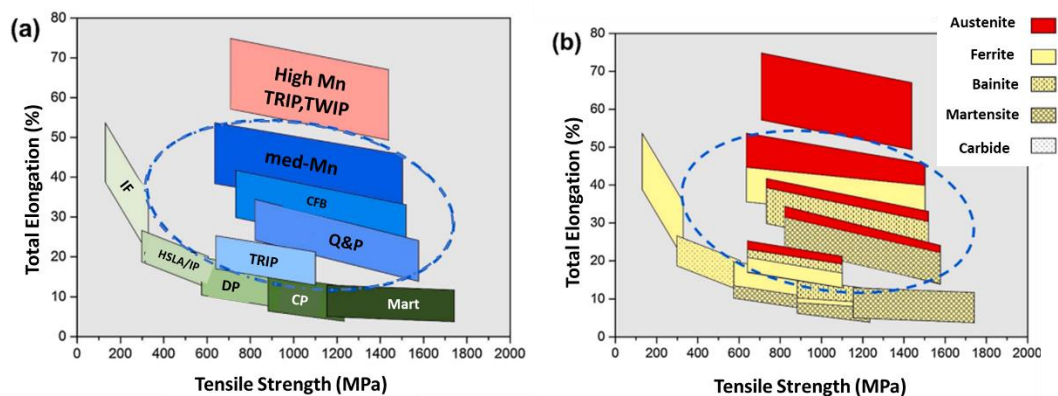 (a)
80
70
60
50
40
30
20
10
0
Total Elongation (%)
High Mn
TRIP,TWIP
med-Mn
CFB
Q&P
IF
HSLA/IP
TRIP
DP
CP
Mart
0 200 400 600 800 1000 1200 1400 1600 1800 2000
Tensile Strength (MPa)
(b)
80
70
60
50
40
30
20
10
0
Total Elongation (%)
Austenite
Ferrite
Bainite
Martensite
Carbide
0 200 400 600 800 1000 1200 1400 1600 1800 2000
Tensile Strength (MPa)